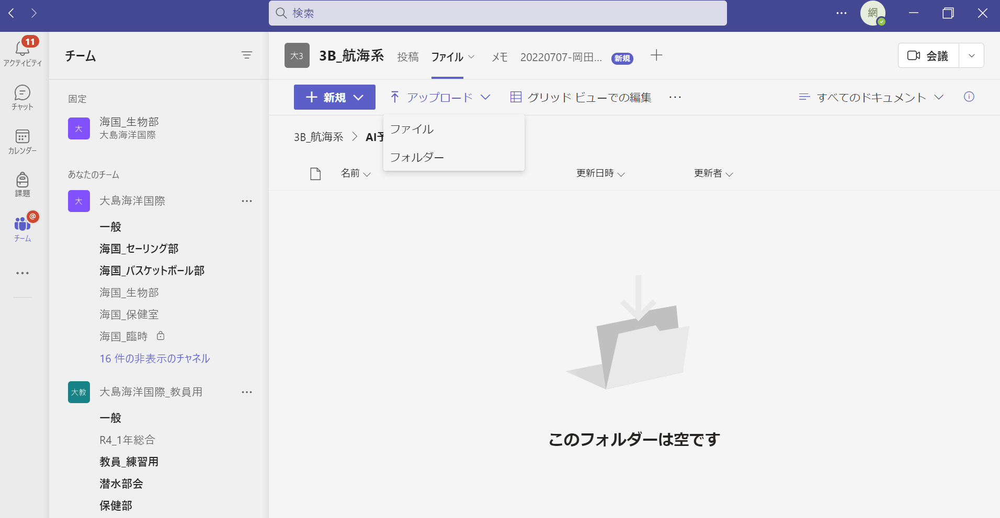 検索
網
11
アクティビティ
チャット
カレンダー
課題
@
チーム
チーム
固定
大
海国_生物部
大島海洋国際
あなたのチーム
大
大島海洋国際
一般
海国_セーリング部
海国_バスケットボール部
海国_生物部
海国_保健室
海国_臨時
16 件の非表示のチャネル
大教
大島海洋国際_教員用
一般
R4_1年総合
教員_練習用
潜水部会
保健部
大3
3B_航海系 投稿 ファイル メモ 20220707-岡田... 新規
会議
新規 アップロード グリッド ビューでの編集 すべてのドキュメント
ファイル
フォルダー
3B_航海系 > AI予
名前 更新日時 更新者
このフォルダーは空です